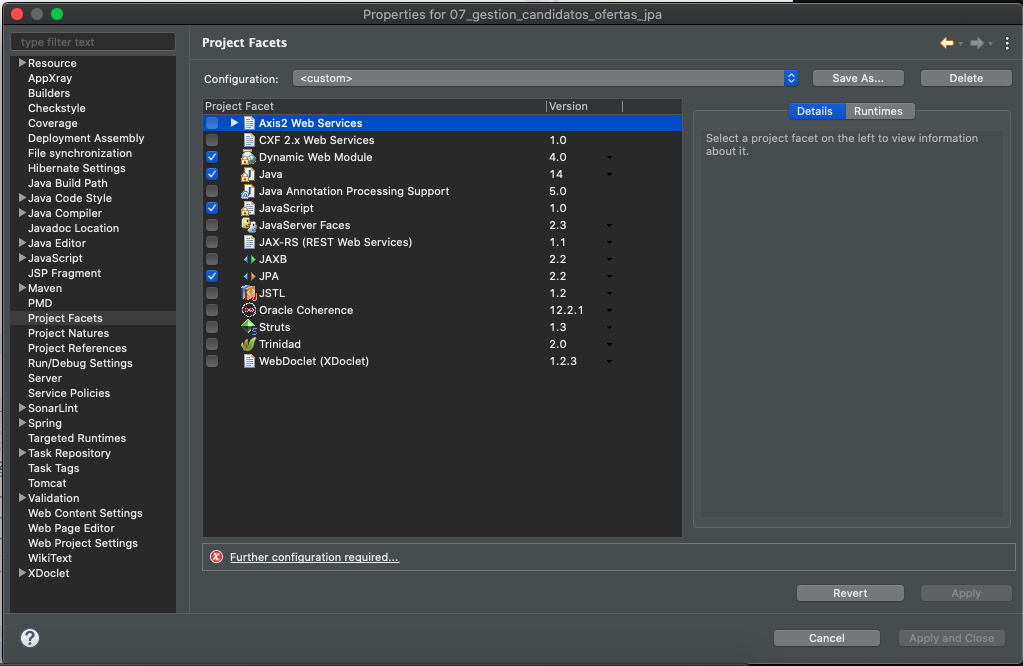 Properties for 07_gestion_candidatos_ofertas_jpa
type filter text
Resource
AppXray
Builders
Checkstyle
Coverage
Deployment Assembly
File synchronization
Hibernate Settings
Java Build Path
Java Code Style
Java Compiler
Javadoc Location
Java Editor
JavaScript
JSP Fragment
Maven
PMD
Project Facets
Project Natures
Project References
Run/Debug Settings
Server
Service Policies
SonarLint
Spring
Targeted Runtimes
Task Repository
Task Tags
Tomcat
Validation
Web Content Settings
Web Page Editor
Web Project Settings
WikiText
XDoclet
Project Facets
Configuration: <custom> Save As... Delete
Project Facet Version
Axis2 Web Services
CXF 2.x Web Services 1.0
Dynamic Web Module 4.0
Java 14
Java Annotation Processing Support 5.0
JavaScript 1.0
JavaServer Faces 2.3
JAX-RS (REST Web Services) 1.1
JAXB 2.2
JPA 2.2
JSTL 1.2
Oracle Coherence 12.2.1
Struts 1.3
Trinidad 2.0
WebDoclet (XDoclet) 1.2.3
Details Runtimes
Select a project facet on the left to view information
about it.
Further configuration required...
Revert Apply
? Cancel Apply and Close